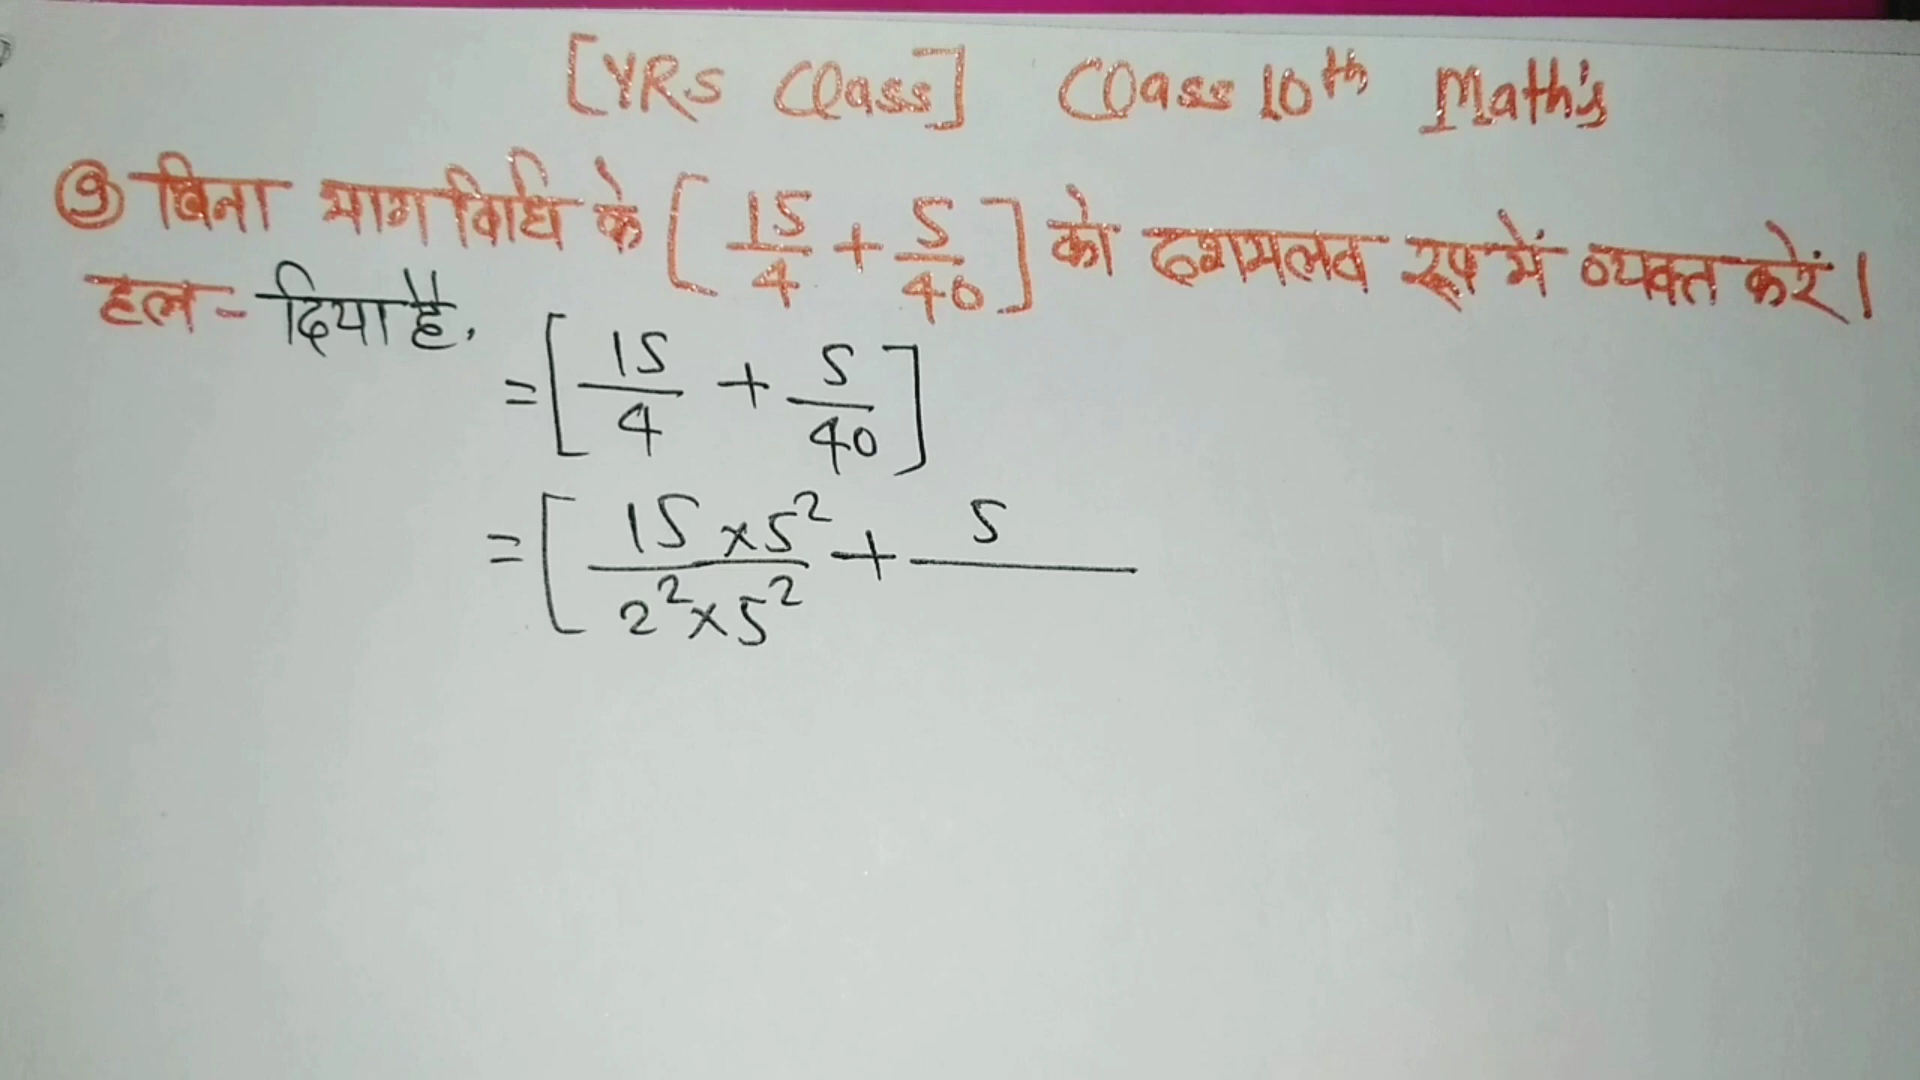 [YRS Class] Class 10th Math's
(9) बिना भाग विधि के [15/4 + 5/40] को दशमलव रूप में व्यक्त करें।
हल - दिया है,
= [15/4 + 5/40]
= [15×5²/2²×5² + 5/